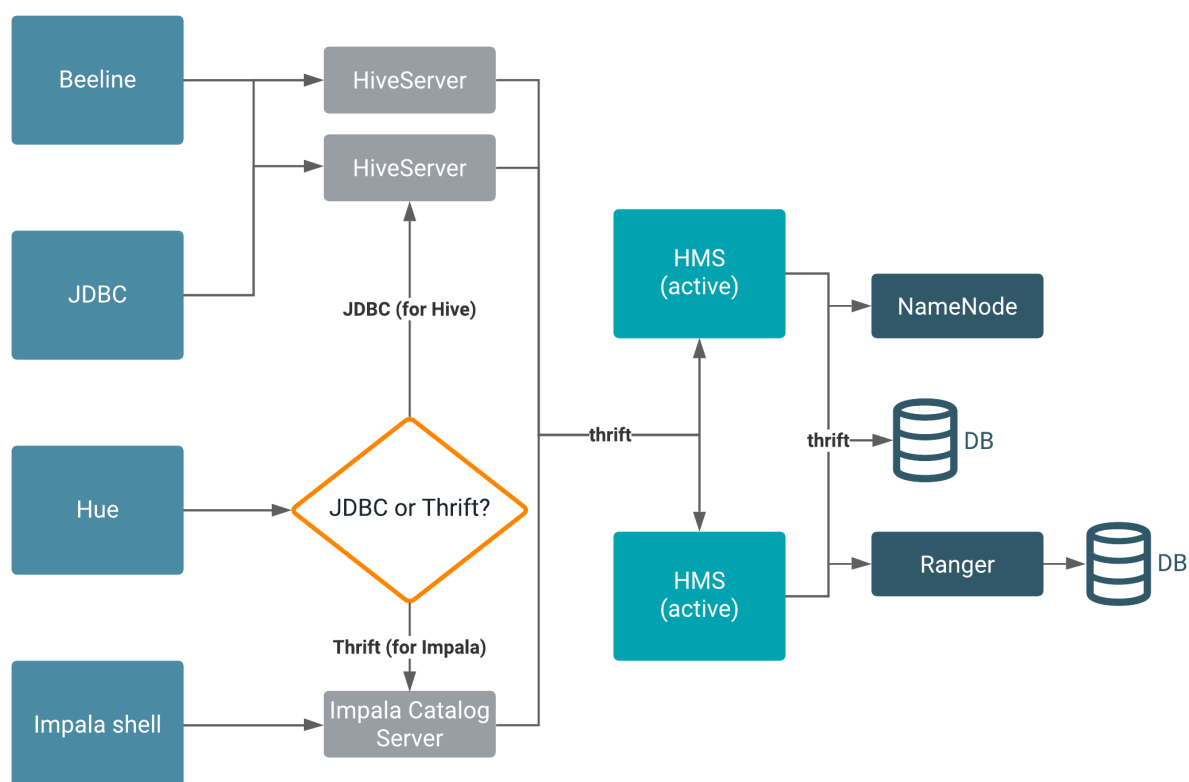 Beeline
HiveServer
HiveServer
JDBC
JDBC (for Hive)
HMS
(active)
NameNode
thrift
thrift
DB
Hue
JDBC or Thrift?
HMS
(active)
Ranger
DB
Thrift (for Impala)
Impala shell
Impala Catalog
Server